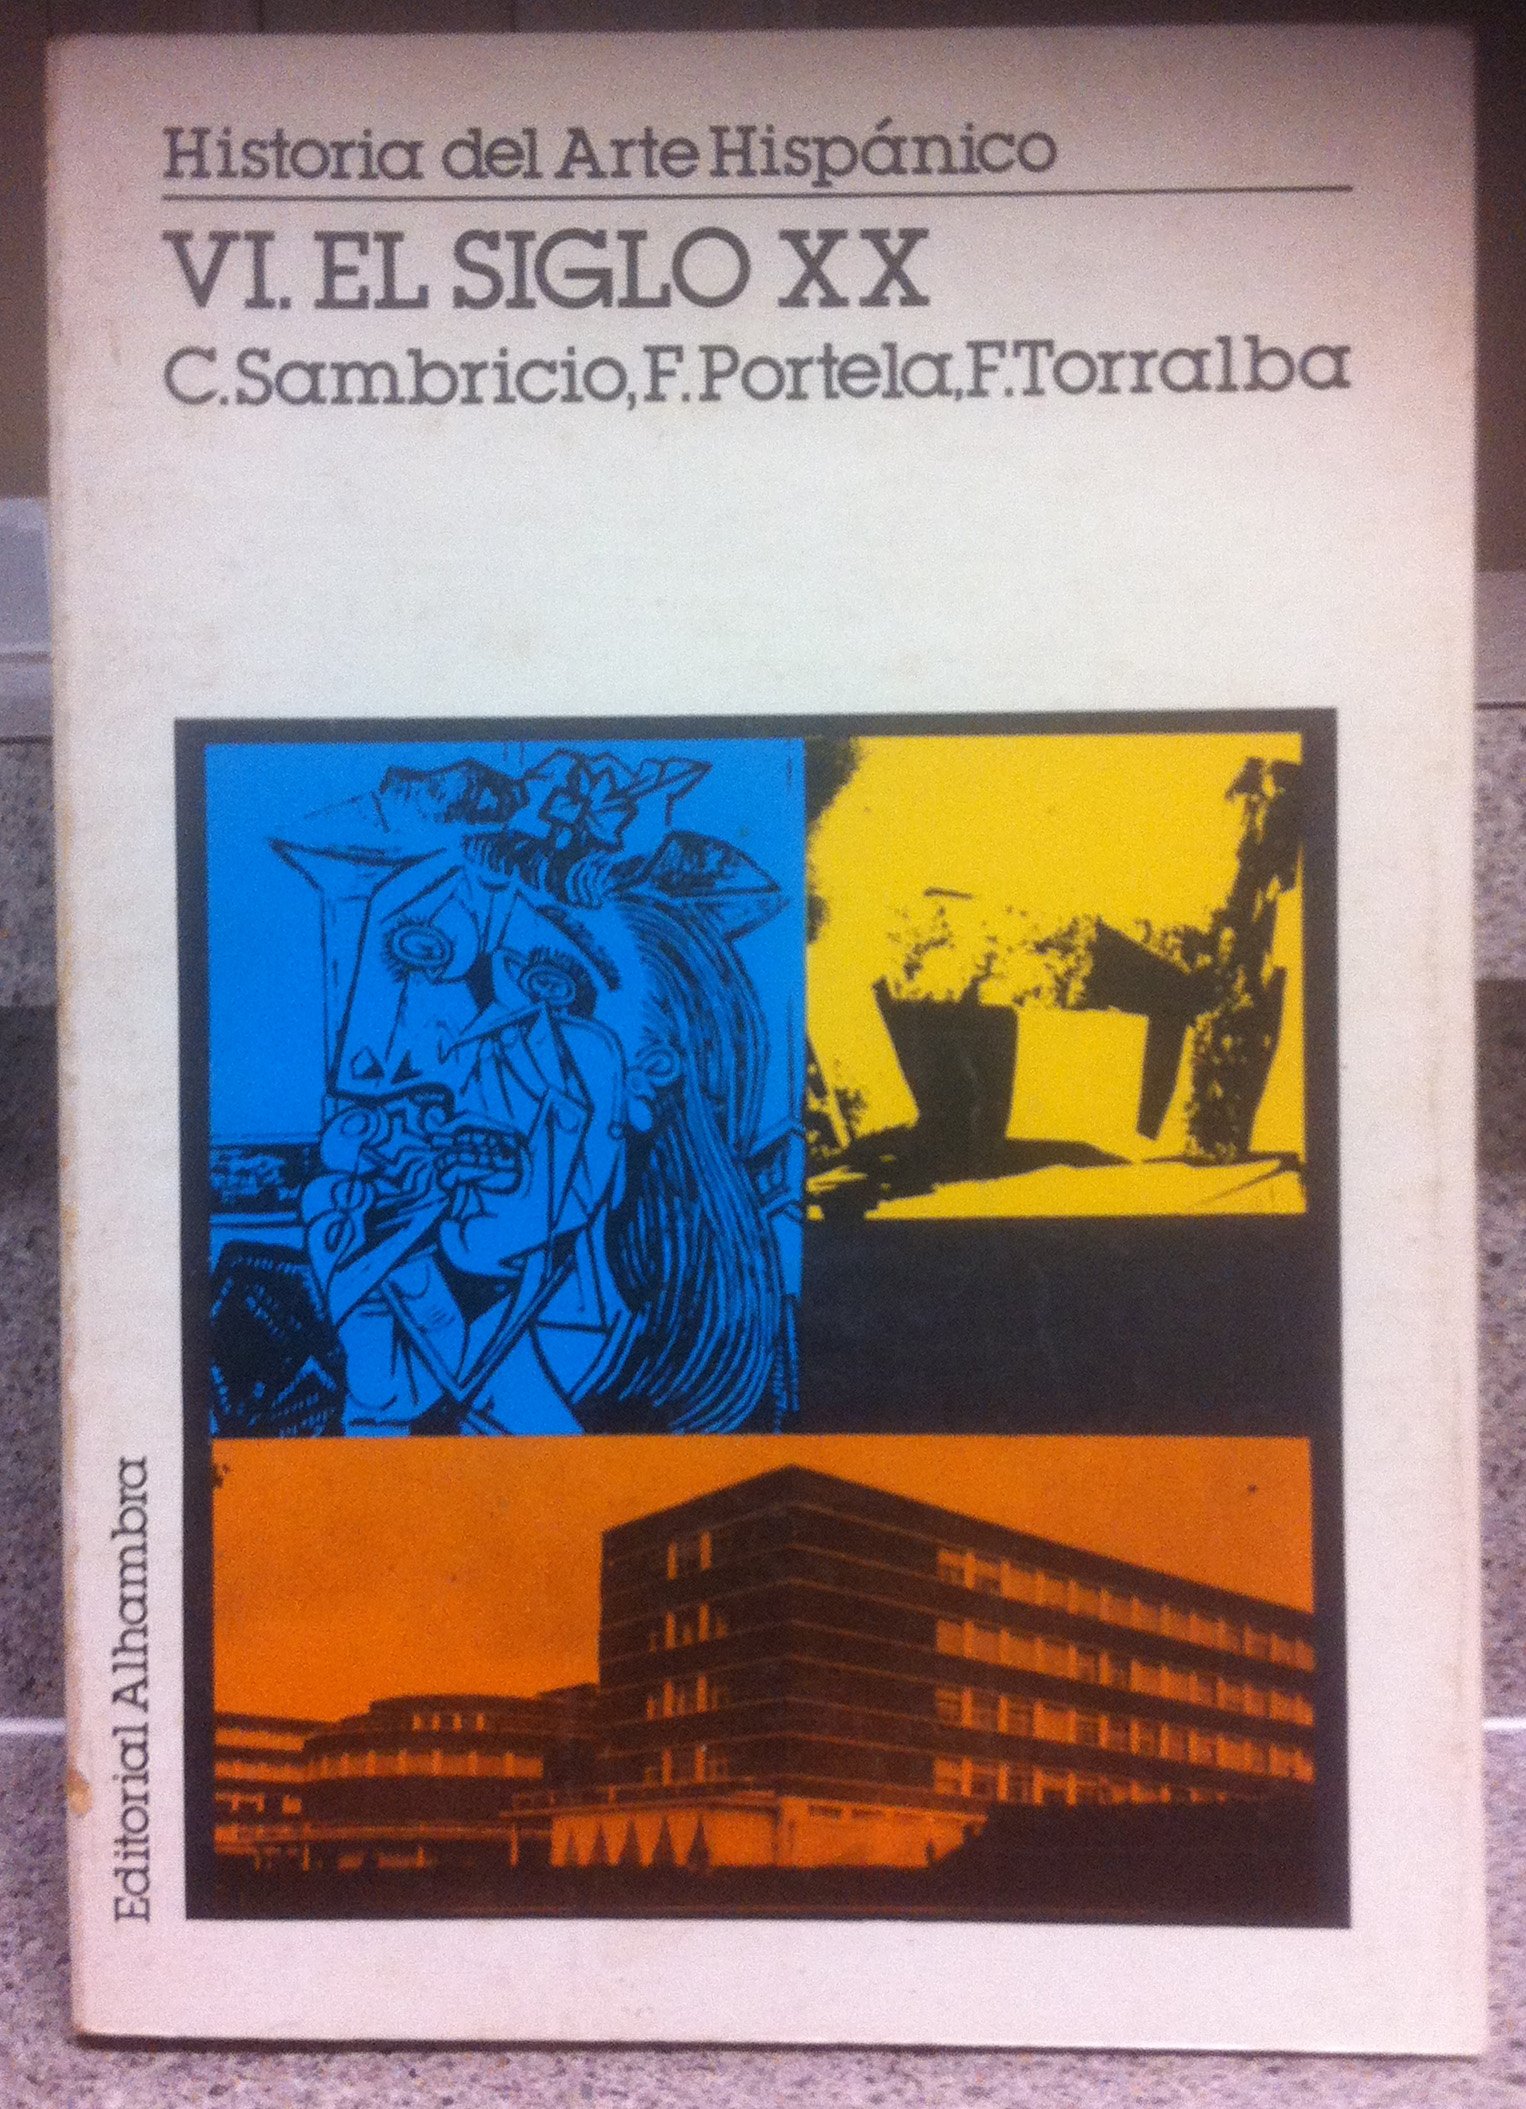 Historia del Arte Hispánico
VI. EL SIGLO XX
C.Sambricio, F.Portela, F.Torralba
Editorial Alhambra